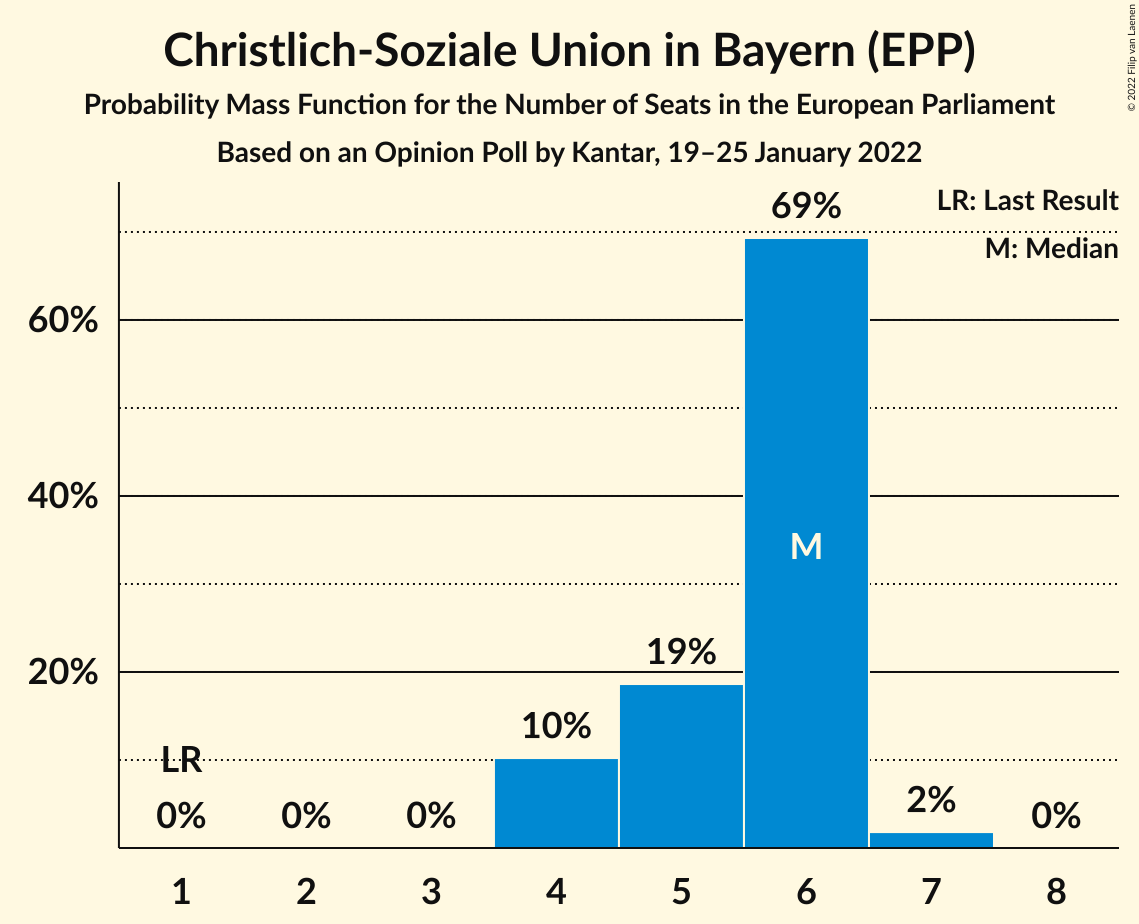 Christlich-Soziale Union in Bayern (EPP)
Probability Mass Function for the Number of Seats in the European Parliament
Based on an Opinion Poll by Kantar, 19–25 January 2022
© 2022 Filip van Laenen
LR: Last Result
M: Median
69%
60%
40%
M
20%
19%
10%
LR
0%
0%
0%
2%
0%
1 2 3 4 5 6 7 8